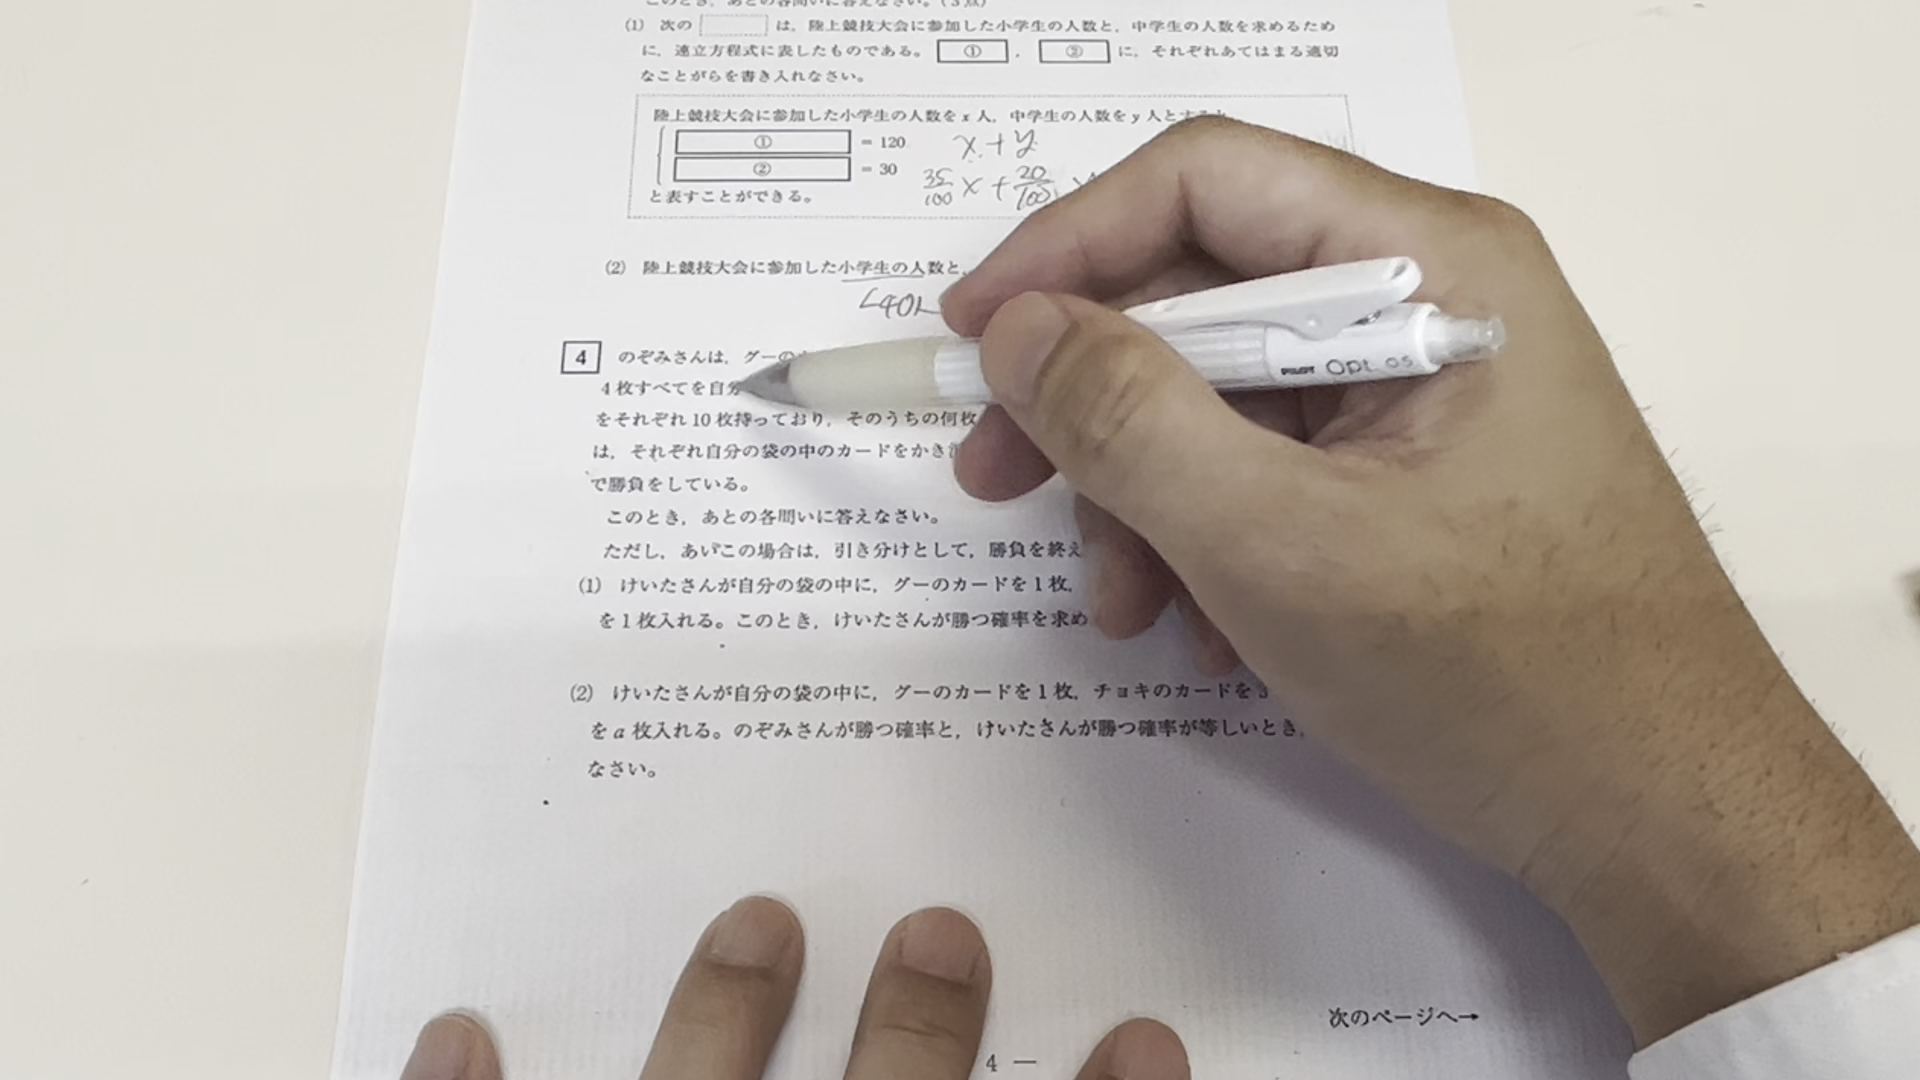 このとき，あとの各問いに答えなさい。(3点)
(1) 次の は，陸上競技大会に参加した小学生の人数と，中学生の人数を求めるため
に，連立方程式に表したものである。 ① ， ② に，それぞれあてはまる適切
なことがらを書き入れなさい。
陸上競技大会に参加した小学生の人数を x 人，中学生の人数を y 人とすると
① = 120 x+y
② = 30 35/100 x + 20/100
と表すことができる。
(2) 陸上競技大会に参加した小学生の人数と，
4 のぞみさんは，グーの
4枚すべてを自分
をそれぞれ10枚持っており，そのうちの何枚
は，それぞれ自分の袋の中のカードをかき
で勝負をしている。
このとき，あとの各問いに答えなさい。
ただし，あいこの場合は，引き分けとして，勝負を終え
(1) けいたさんが自分の袋の中に，グーのカードを1枚，
を1枚入れる。このとき，けいたさんが勝つ確率を求め
(2) けいたさんが自分の袋の中に，グーのカードを1枚，チョキのカードを3
を a 枚入れる。のぞみさんが勝つ確率と，けいたさんが勝つ確率が等しいとき，
なさい。
PILOT Opt. 05
次のページへ→
4 —